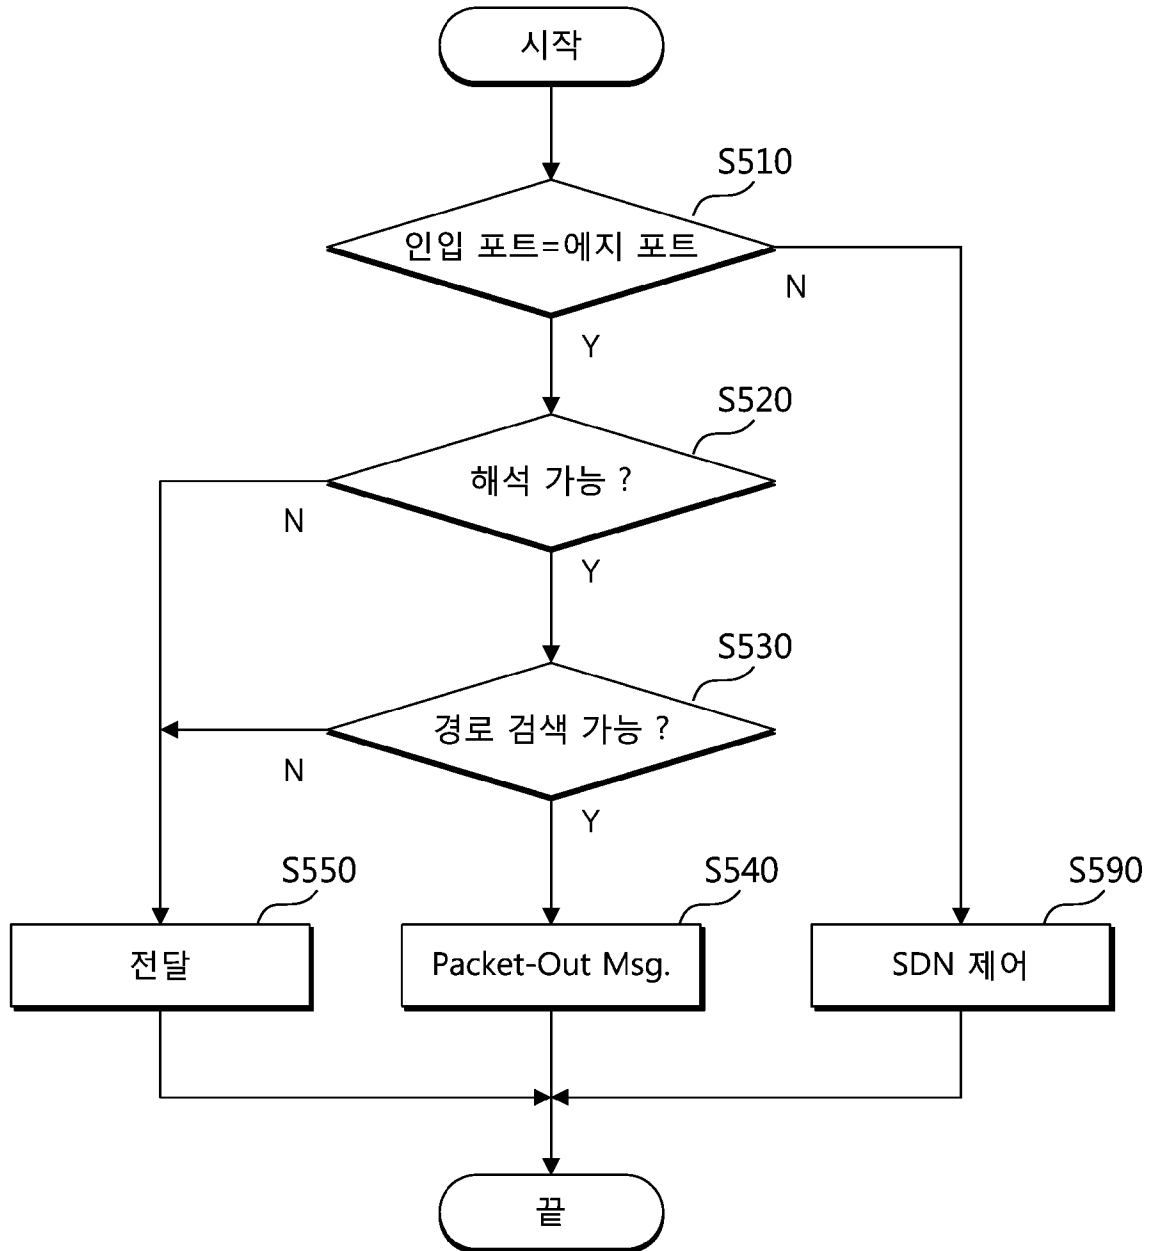 시작
S510
인입 포트=에지 포트
N
Y
S520
해석 가능 ?
N
Y
S530
경로 검색 가능 ?
N
Y
S550
S540
S590
전달
Packet-Out Msg.
SDN 제어
끝